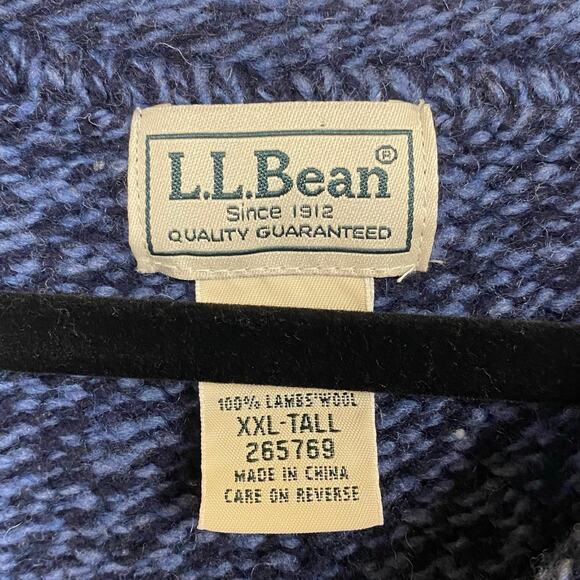 L.L.Bean®
Since 1912
QUALITY GUARANTEED
100% LAMBS'WOOL
XXL-TALL
265769
MADE IN CHINA
CARE ON REVERSE